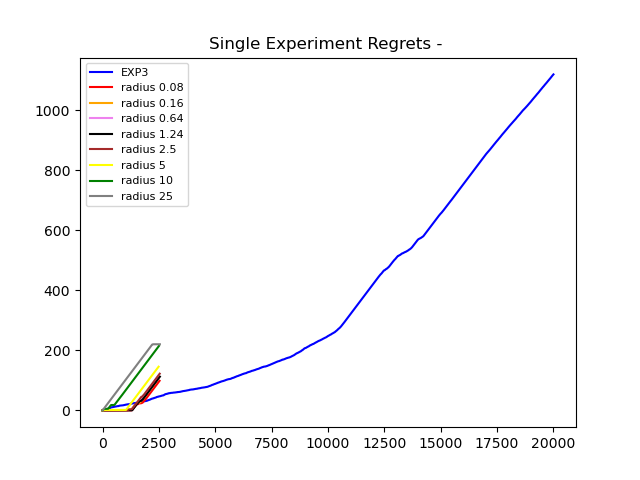 Single Experiment Regrets -
EXP3
radius 0.08
radius 0.16
radius 0.64
radius 1.24
radius 2.5
radius 5
radius 10
radius 25
1000
800
600
400
200
0
0 2500 5000 7500 10000 12500 15000 17500 20000